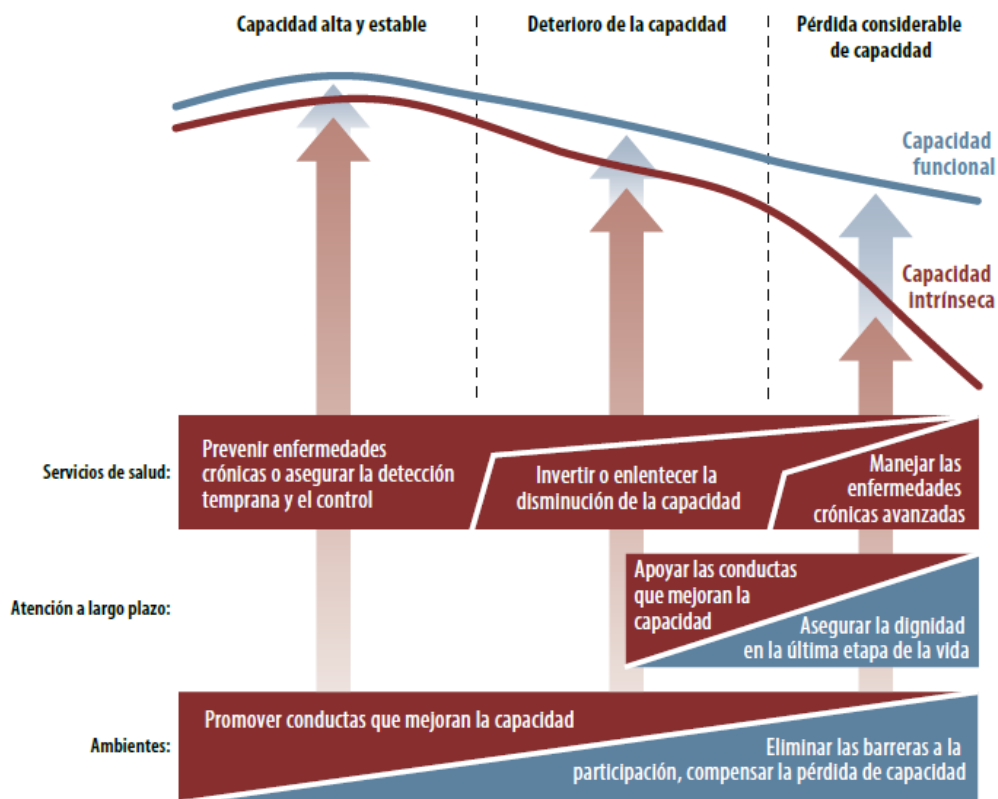 Capacidad alta y estable
Deterioro de la capacidad
Pérdida considerable
de capacidad
Capacidad
funcional
Capacidad
intrínseca
Servicios de salud:
Prevenir enfermedades
crónicas o asegurar la detección
temprana y el control
Invertir o enlentecer la
disminución de la capacidad
Manejar las
enfermedades
crónicas avanzadas
Atención a largo plazo:
Apoyar las conductas
que mejoran la
capacidad
Asegurar la dignidad
en la última etapa de la vida
Ambientes:
Promover conductas que mejoran la capacidad
Eliminar las barreras a la
participación, compensar la pérdida de capacidad